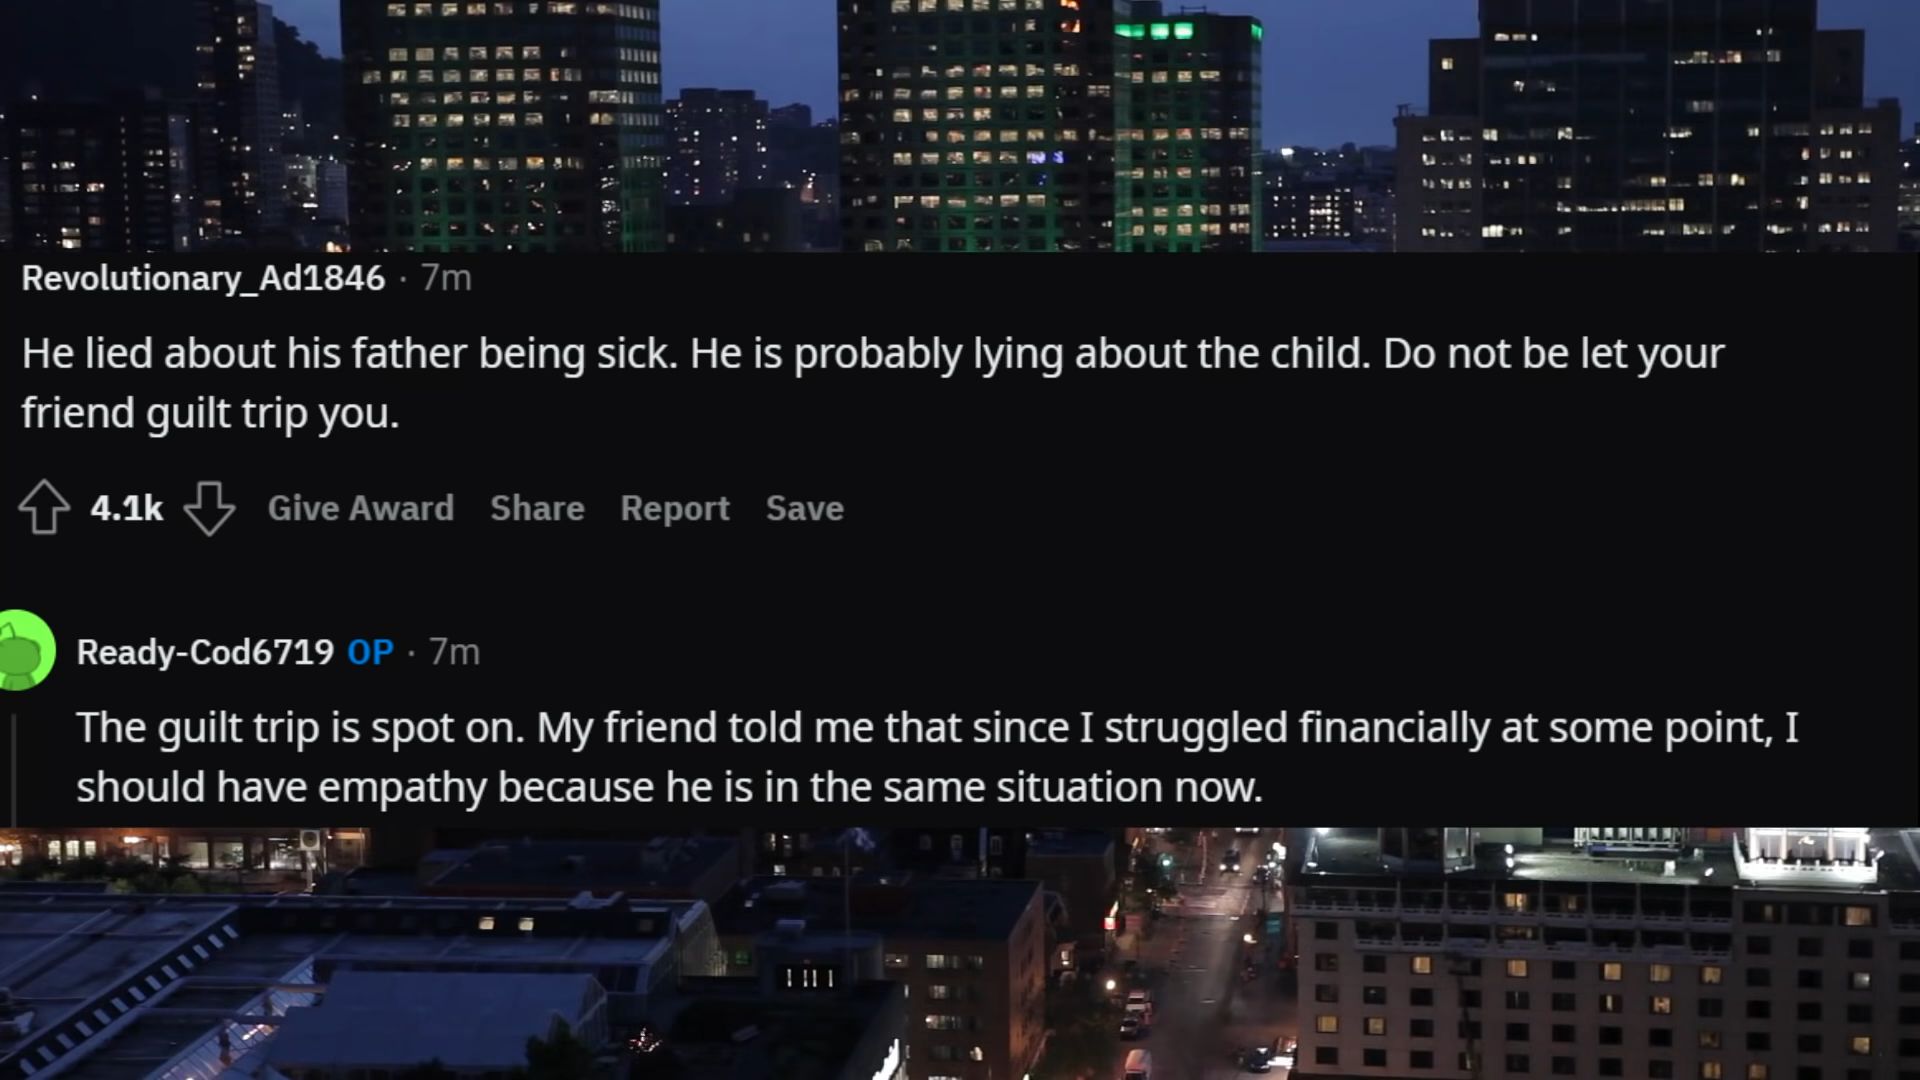 Revolutionary_Ad1846 · 7m
He lied about his father being sick. He is probably lying about the child. Do not be let your
friend guilt trip you.
4.1k Give Award Share Report Save
Ready-Cod6719 OP · 7m
The guilt trip is spot on. My friend told me that since I struggled financially at some point, I
should have empathy because he is in the same situation now.